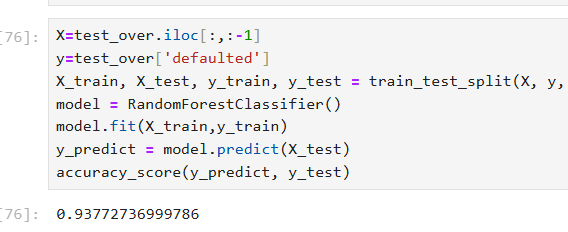 [76]:
X=test_over.iloc[:,:-1]
y=test_over['defaulted']
X_train, X_test, y_train, y_test = train_test_split(X, y,
model = RandomForestClassifier()
model.fit(X_train,y_train)
y_predict = model.predict(X_test)
accuracy_score(y_predict, y_test)
[76]:
0.93772736999786